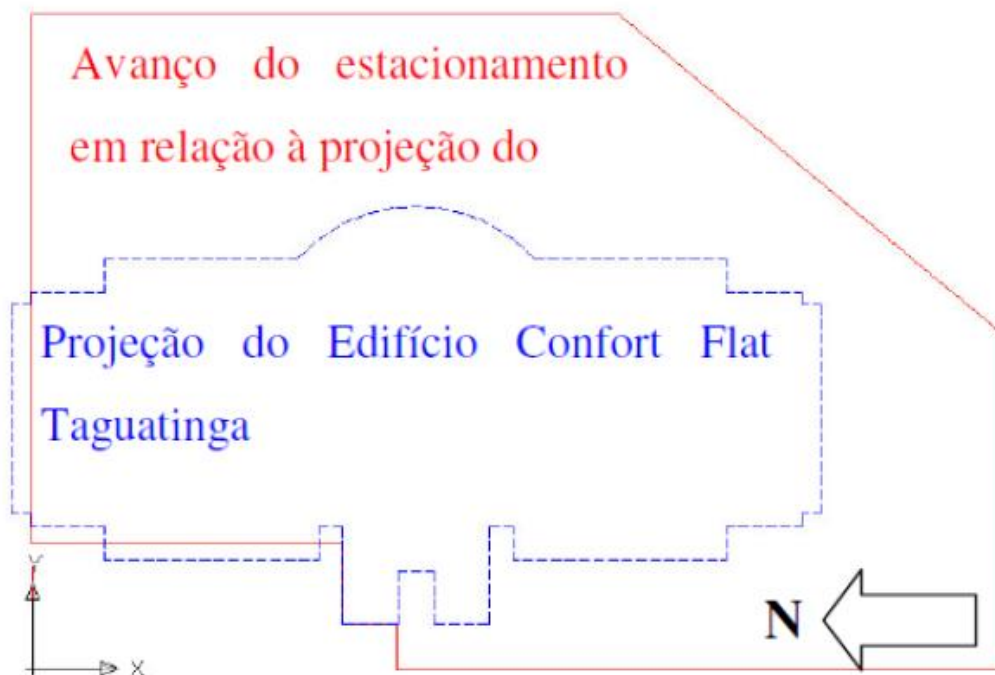 Avanço do estacionamento
em relação à projeção do
Projeção do Edifício Confort Flat
Taguatinga
Y
N
X